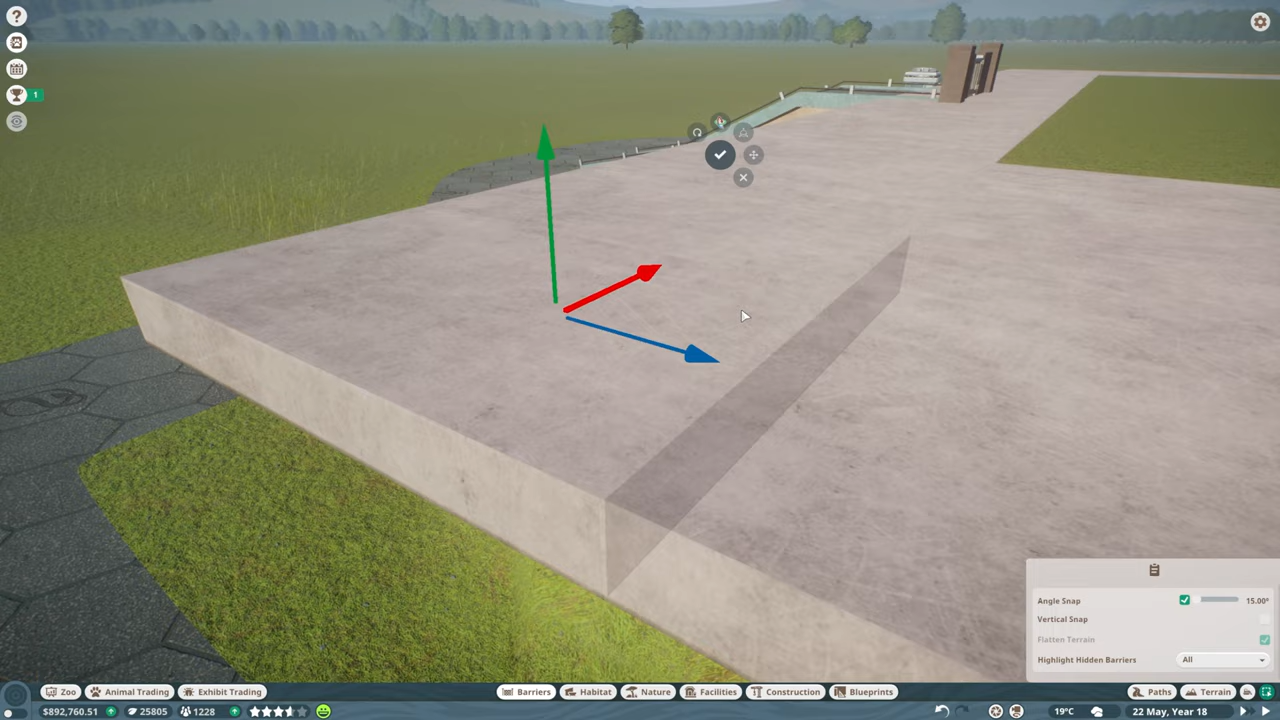 ?
1
Angle Snap 15.00°
Vertical Snap
Flatten Terrain
Highlight Hidden Barriers All
Zoo Animal Trading Exhibit Trading Barriers Habitat Nature Facilities Construction Blueprints Paths Terrain
$892,760.51 25805 1228 19°C 22 May, Year 18